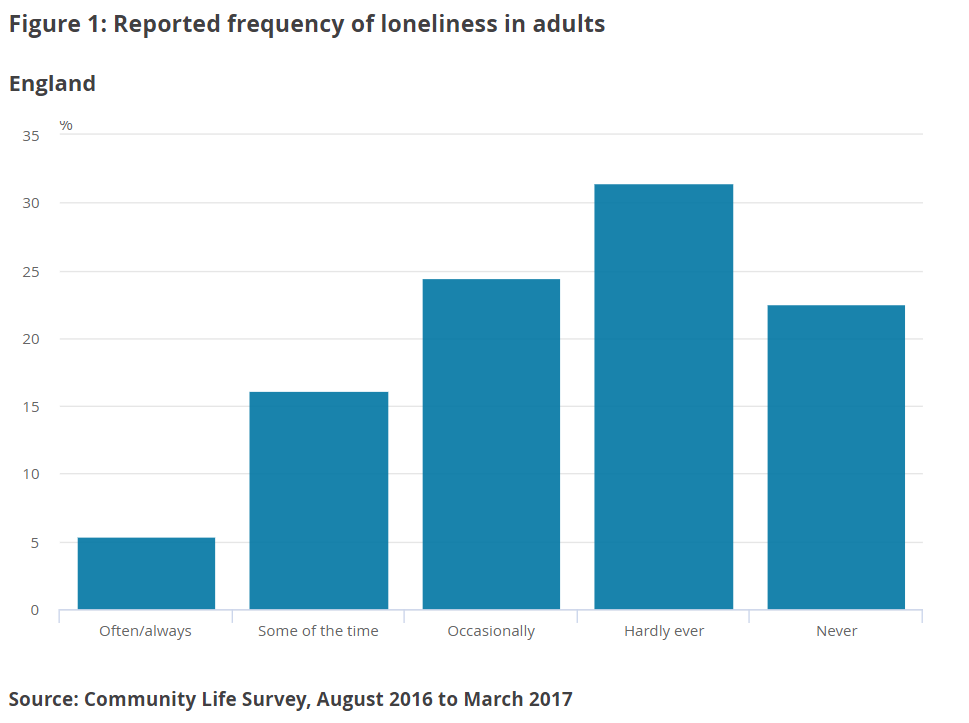 Figure 1: Reported frequency of loneliness in adults
England
%
35
30
25
20
15
10
5
0
Often/always Some of the time Occasionally Hardly ever Never
Source: Community Life Survey, August 2016 to March 2017